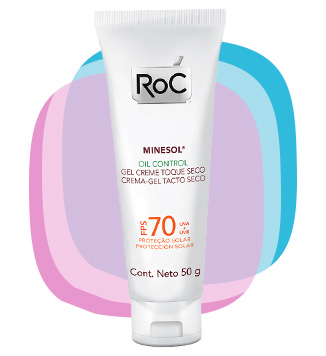 RoC
MINESOL®
OIL CONTROL
GEL CREME TOQUE SECO
CREMA-GEL TACTO SECO
FPS 70 UVA + UVB
PROTEÇÃO SOLAR
PROTECCIÓN SOLAR
Cont. Neto 50 g